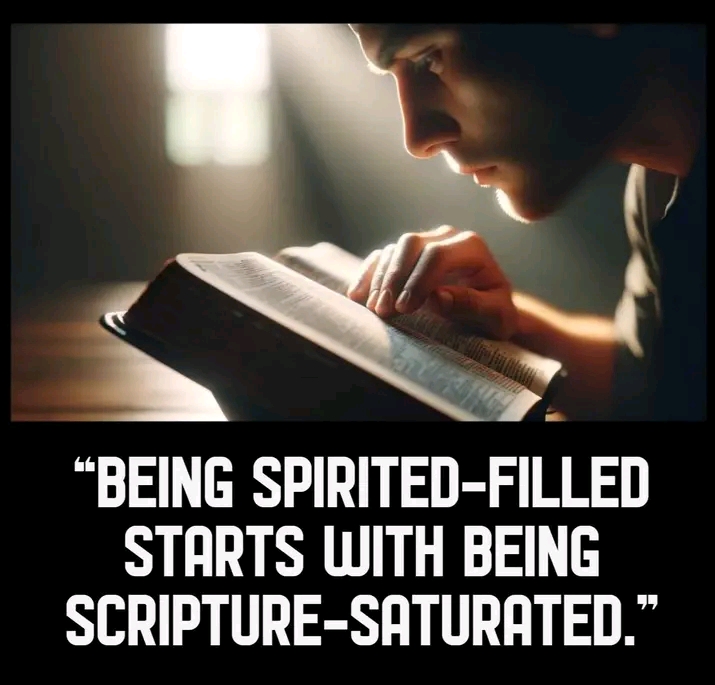 “BEING SPIRITED-FILLED
STARTS WITH BEING
SCRIPTURE-SATURATED.”